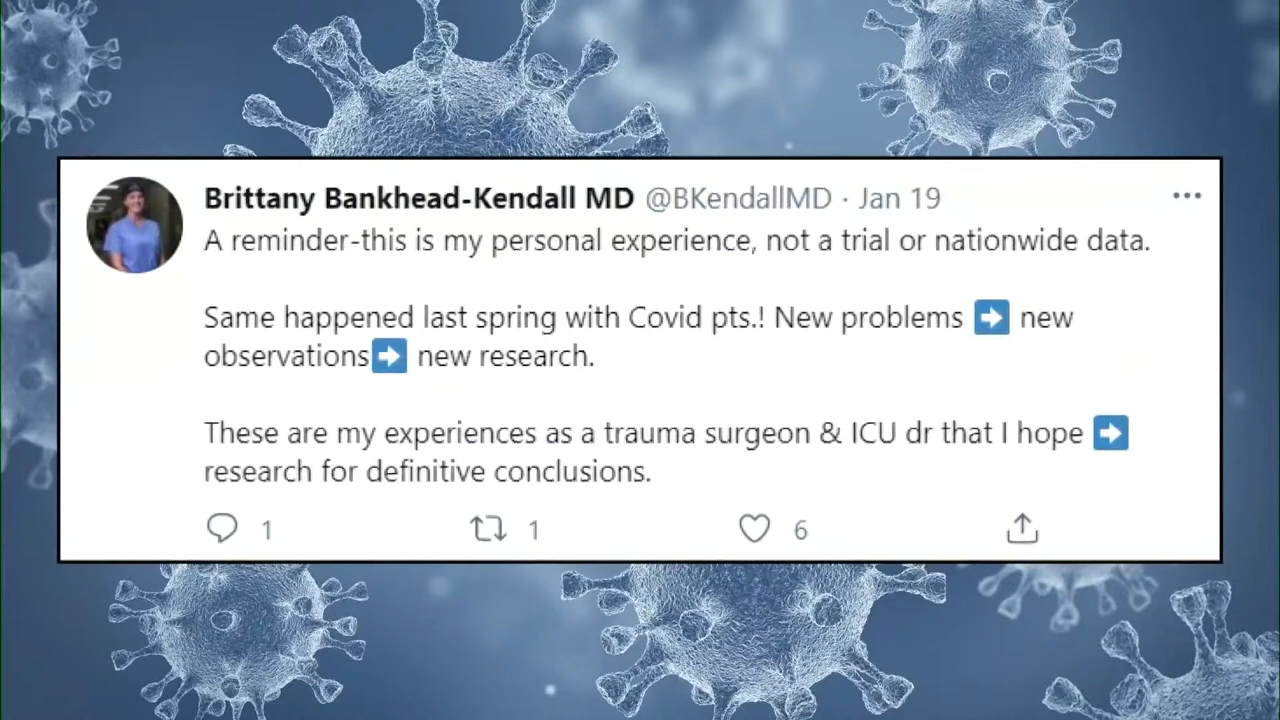 Brittany Bankhead-Kendall MD @BKendallMD · Jan 19
A reminder-this is my personal experience, not a trial or nationwide data.
Same happened last spring with Covid pts.! New problems ➡ new
observations➡ new research.
These are my experiences as a trauma surgeon & ICU dr that I hope ➡
research for definitive conclusions.
1 1 6